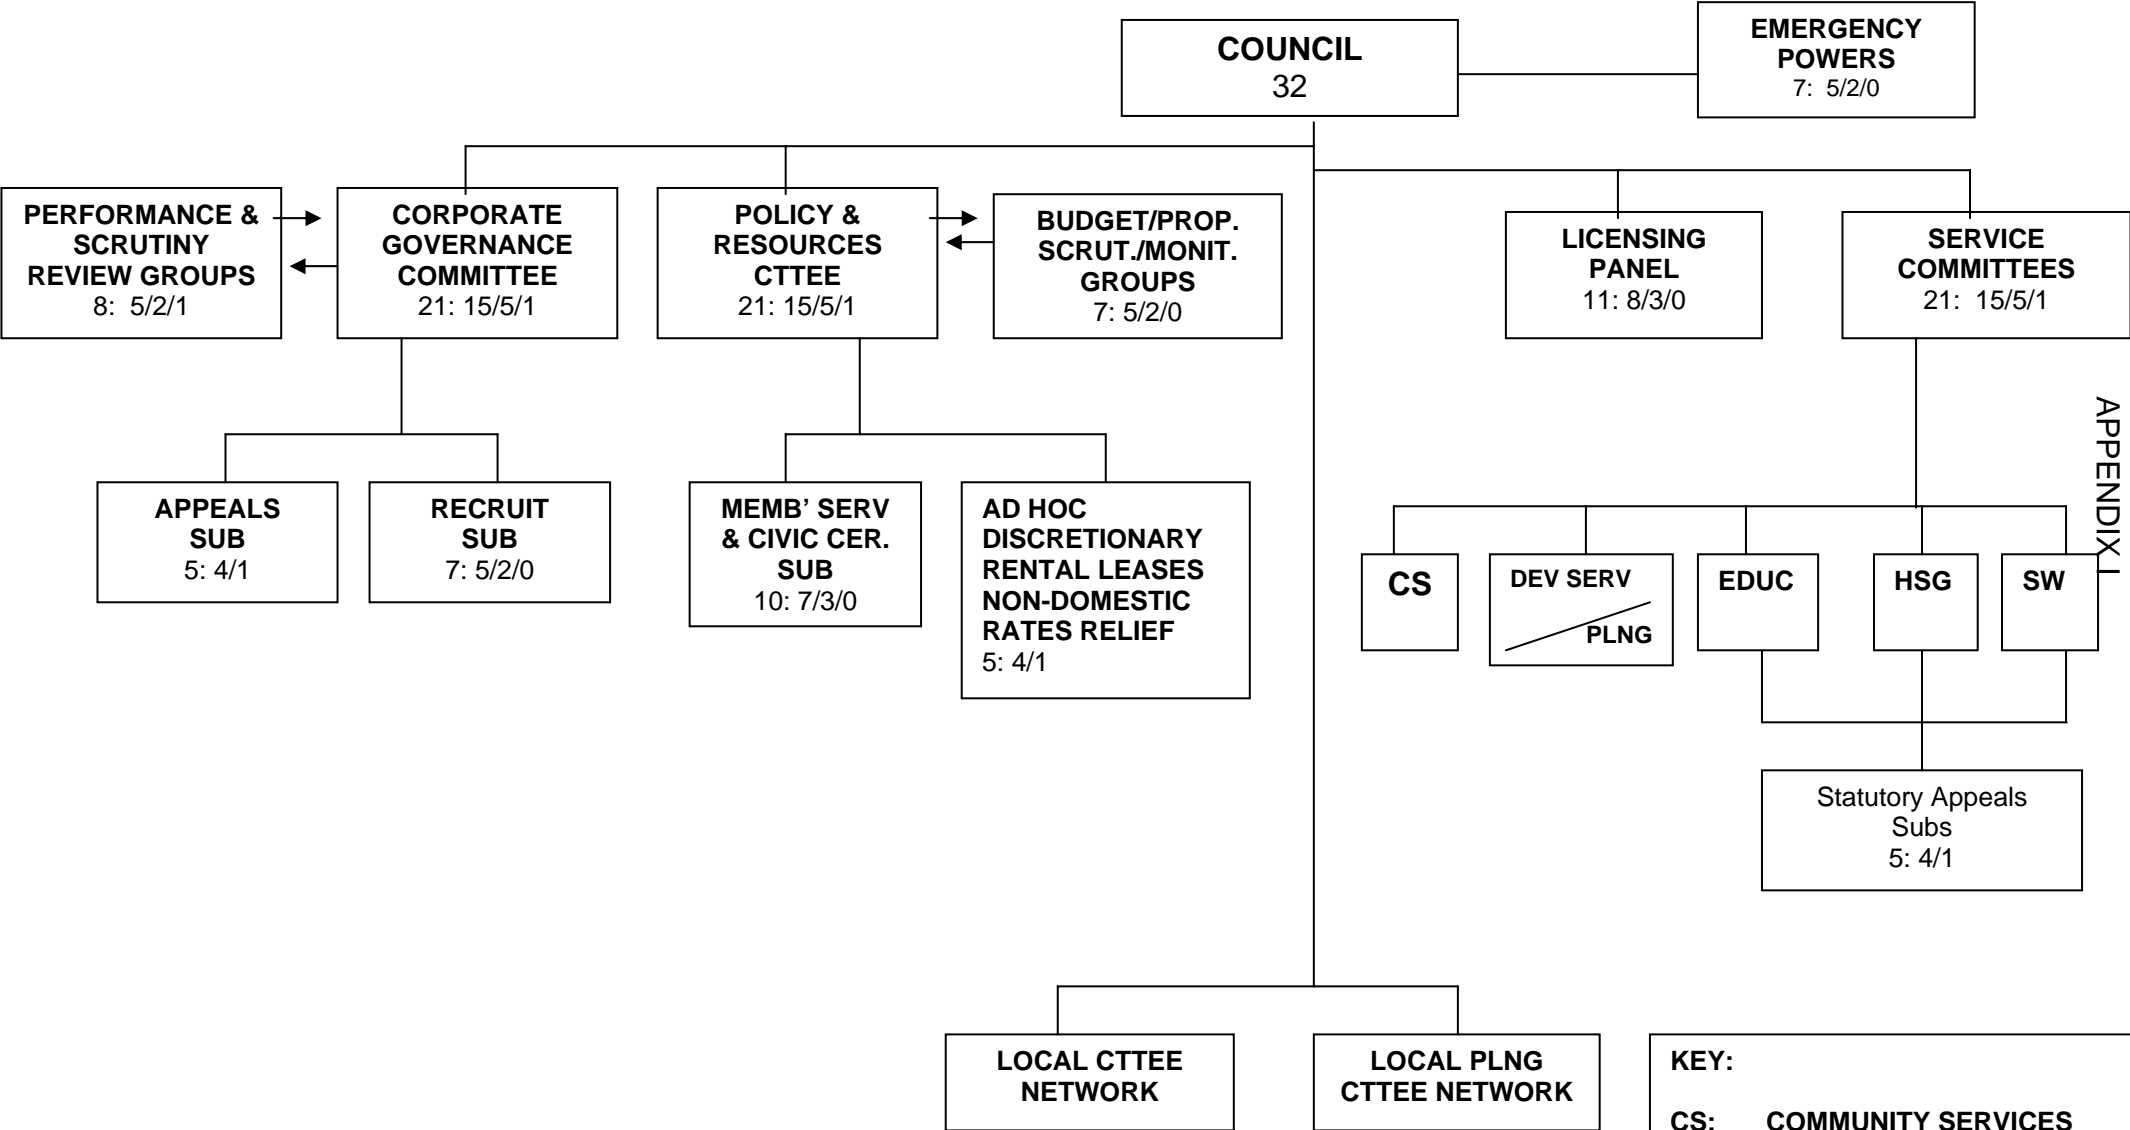 COUNCIL
32
EMERGENCY
POWERS
7: 5/2/0
PERFORMANCE &
SCRUTINY
REVIEW GROUPS
8: 5/2/1
CORPORATE
GOVERNANCE
COMMITTEE
21: 15/5/1
POLICY &
RESOURCES
CTTEE
21: 15/5/1
BUDGET/PROP.
SCRUT./MONIT.
GROUPS
7: 5/2/0
LICENSING
PANEL
11: 8/3/0
SERVICE
COMMITTEES
21: 15/5/1
APPENDIX I
APPEALS
SUB
5: 4/1
RECRUIT
SUB
7: 5/2/0
MEMB’ SERV
& CIVIC CER.
SUB
10: 7/3/0
AD HOC
DISCRETIONARY
RENTAL LEASES
NON-DOMESTIC
RATES RELIEF
5: 4/1
CS
DEV SERV
PLNG
EDUC
HSG
SW
Statutory Appeals
Subs
5: 4/1
LOCAL CTTEE
NETWORK
LOCAL PLNG
CTTEE NETWORK
KEY:
CS: COMMUNITY SERVICES